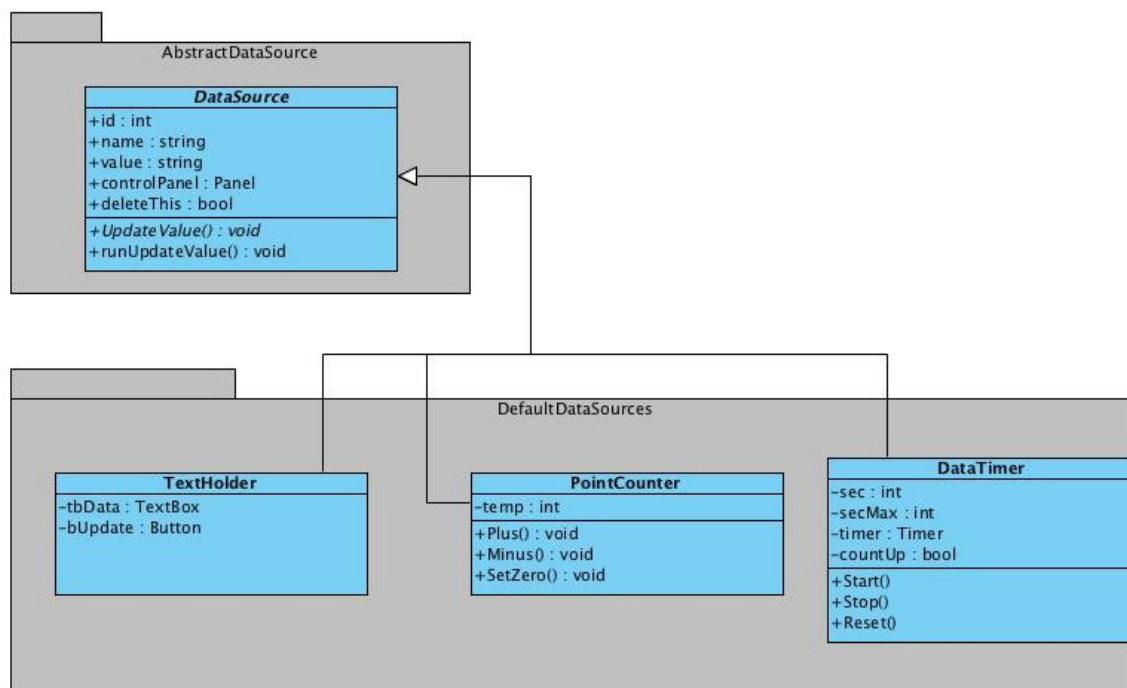 AbstractDataSource
DataSource
+id : int
+name : string
+value : string
+controlPanel : Panel
+deleteThis : bool
+UpdateValue() : void
+runUpdateValue() : void
DefaultDataSources
TextHolder
-tbData : TextBox
-bUpdate : Button
PointCounter
-temp : int
+Plus() : void
+Minus() : void
+SetZero() : void
DataTimer
-sec : int
-secMax : int
-timer : Timer
-countUp : bool
+Start()
+Stop()
+Reset()